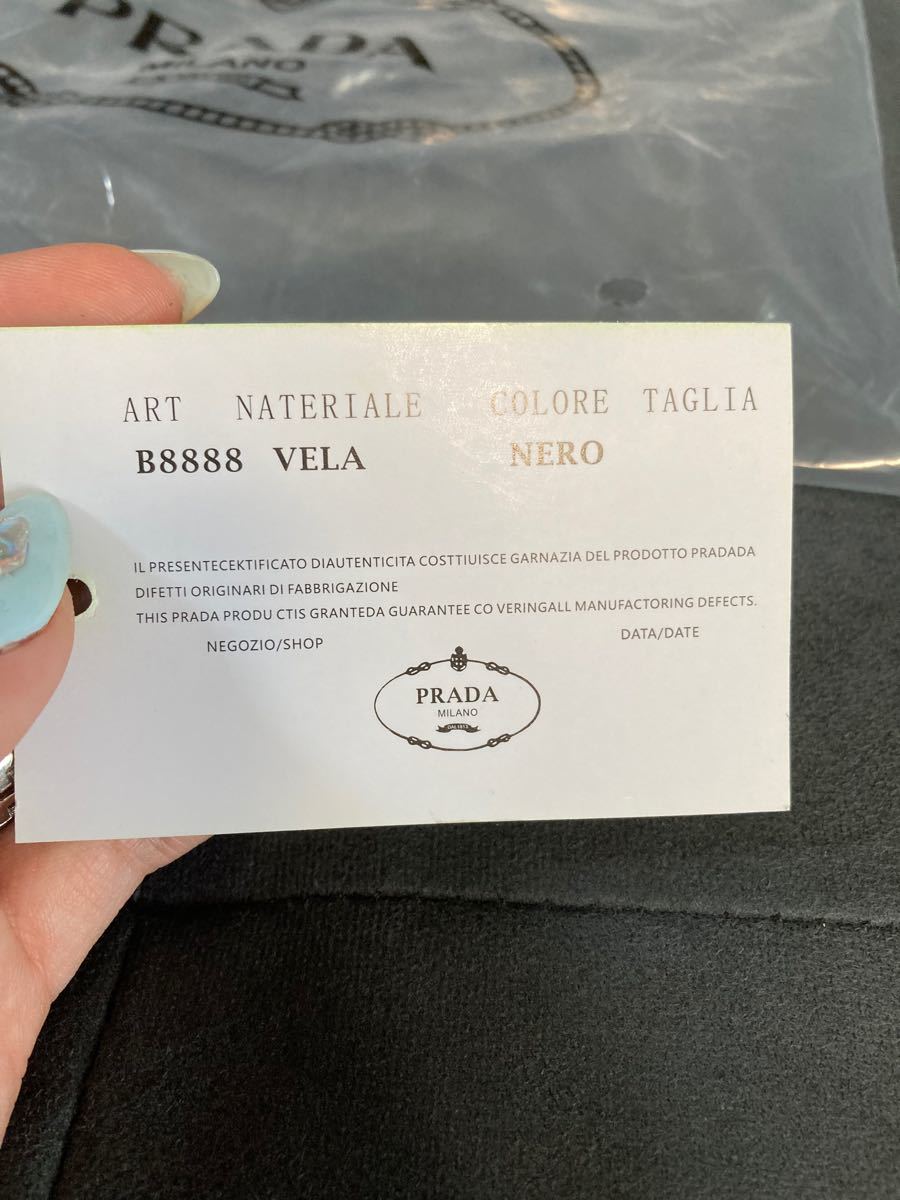 PRADA
MILANO
ART NATERIALE COLORE TAGLIA
B8888 VELA NERO
IL PRESENTECEKTIFICATO DIAUTENTICITA COSTTIUISCE GARNAZIA DEL PRODOTTO PRADADA
DIFETTI ORIGINARI DI FABBRIGAZIONE
THIS PRADA PRODU CTIS GRANTEDA GUARANTEE CO VERINGALL MANUFACTORING DEFECTS.
NEGOZIO/SHOP DATA/DATE
PRADA
MILANO